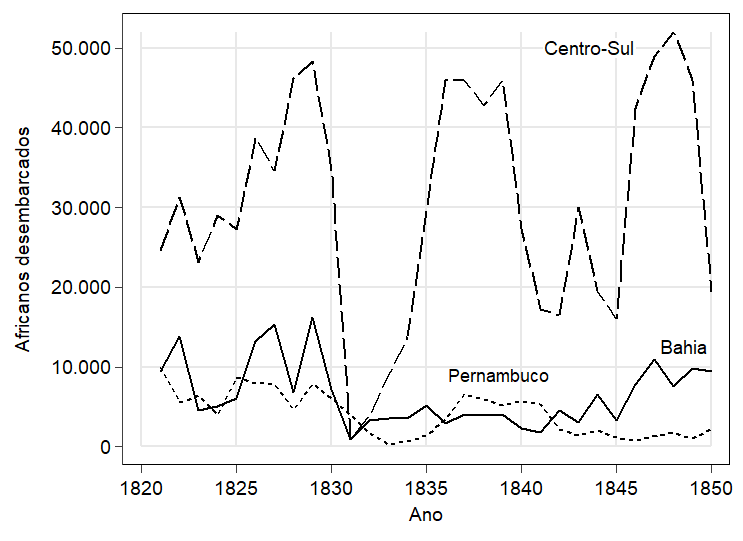 50.000
40.000
30.000
20.000
10.000
0
Africanos desembarcados
Centro-Sul
Bahia
Pernambuco
1820 1825 1830 1835 1840 1845 1850
Ano